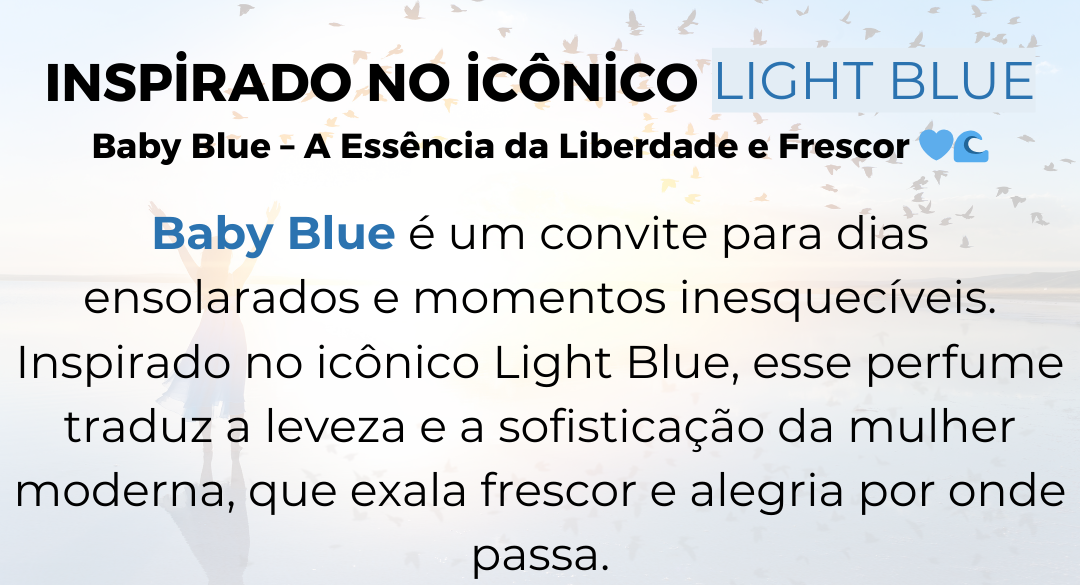 INSPİRADO NO İCÔNİCO LIGHT BLUE
Baby Blue – A Essência da Liberdade e Frescor 💙🌊
Baby Blue é um convite para dias
ensolarados e momentos inesquecíveis.
Inspirado no icônico Light Blue, esse perfume
traduz a leveza e a sofisticação da mulher
moderna, que exala frescor e alegria por onde
passa.